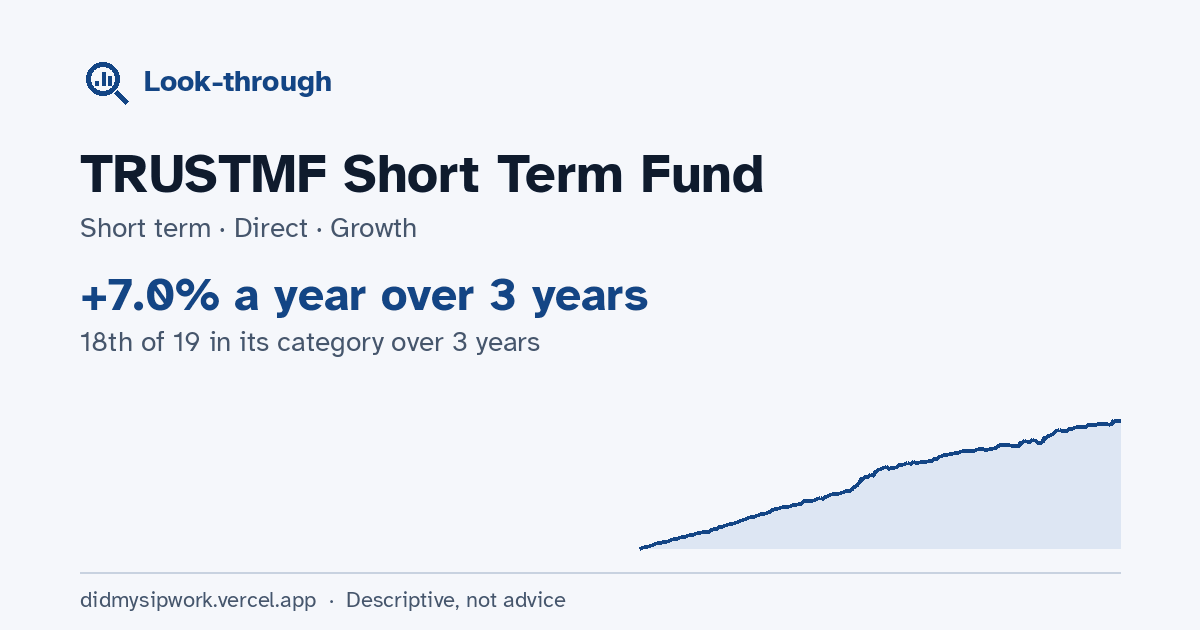 Look-through
TRUSTMF Short Term Fund
Short term · Direct · Growth
+7.0% a year over 3 years
18th of 19 in its category over 3 years
didmysipwork.vercel.app · Descriptive, not advice